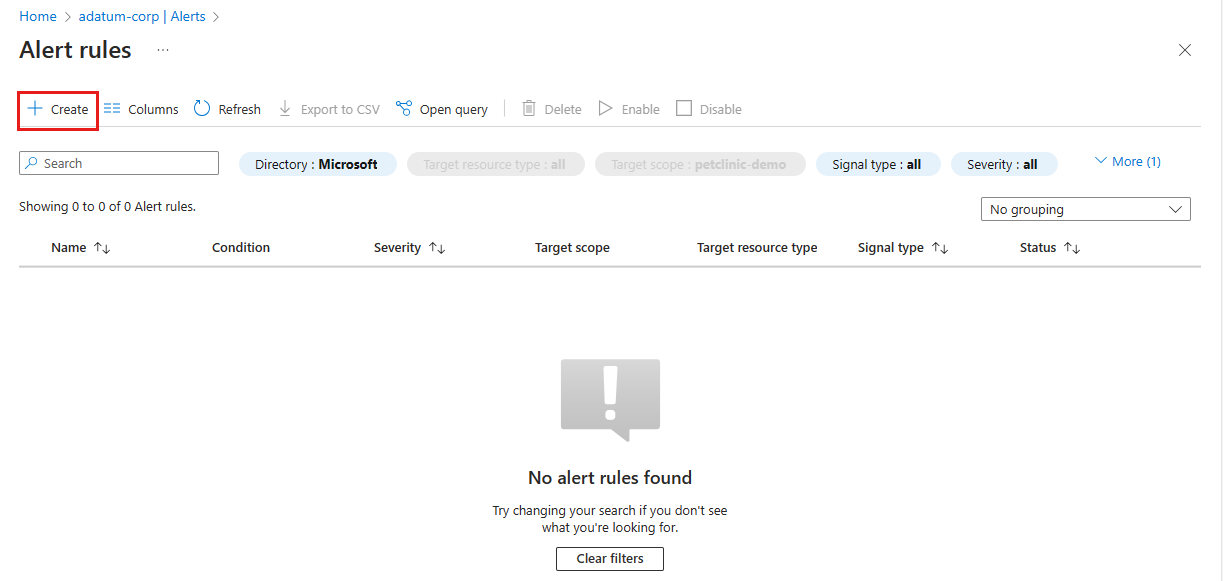 Home > adatum-corp | Alerts >
Alert rules ...
Create Columns Refresh Export to CSV Open query Delete Enable Disable
Search Directory : Microsoft Target resource type : all Target scope : petclinic-demo Signal type : all Severity : all More (1)
Showing 0 to 0 of 0 Alert rules.
No grouping
Name Condition Severity Target scope Target resource type Signal type Status
No alert rules found
Try changing your search if you don't see
what you're looking for.
Clear filters